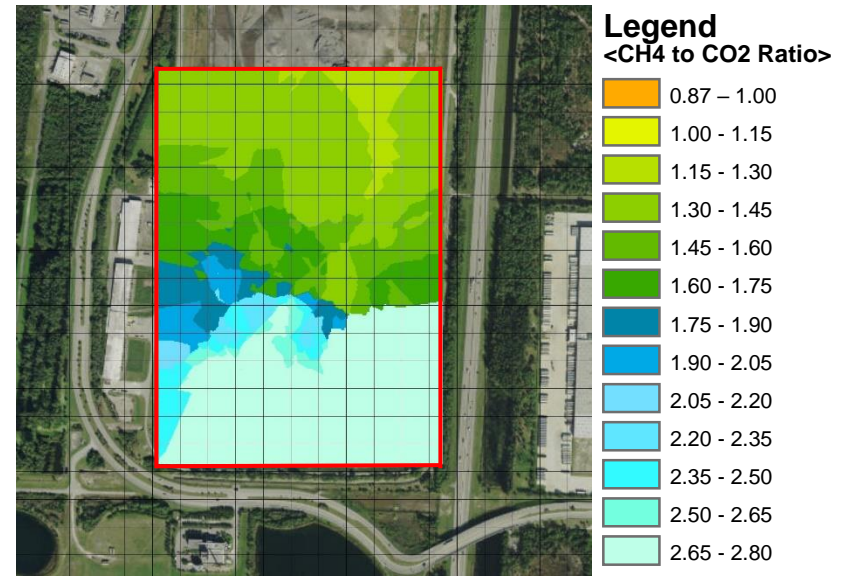 Legend
<CH4 to CO2 Ratio>
0.87 – 1.00
1.00 - 1.15
1.15 - 1.30
1.30 - 1.45
1.45 - 1.60
1.60 - 1.75
1.75 - 1.90
1.90 - 2.05
2.05 - 2.20
2.20 - 2.35
2.35 - 2.50
2.50 - 2.65
2.65 - 2.80